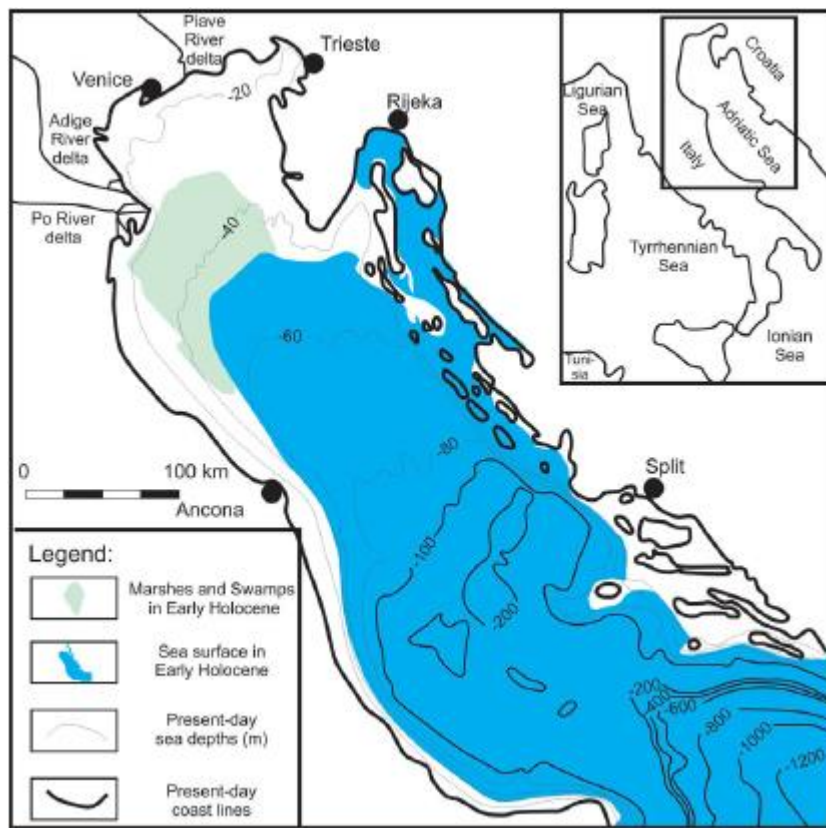 Piave
River
delta
Trieste
Venice
-20
Rijeka
Adige
River
delta
Po River
delta
-40
-60
-80
0
100 km
Ancona
Split
-100
-200
-200
-400
-600
-800
-1000
-1200
Croatia
Ligurian
Sea
Adriatic Sea
Italy
Tyrrhennian
Sea
Ionian
Sea
Tuni-
sia
Legend:
Marshes and Swamps
in Early Holocene
Sea surface in
Early Holocene
Present-day
sea depths (m)
Present-day
coast lines